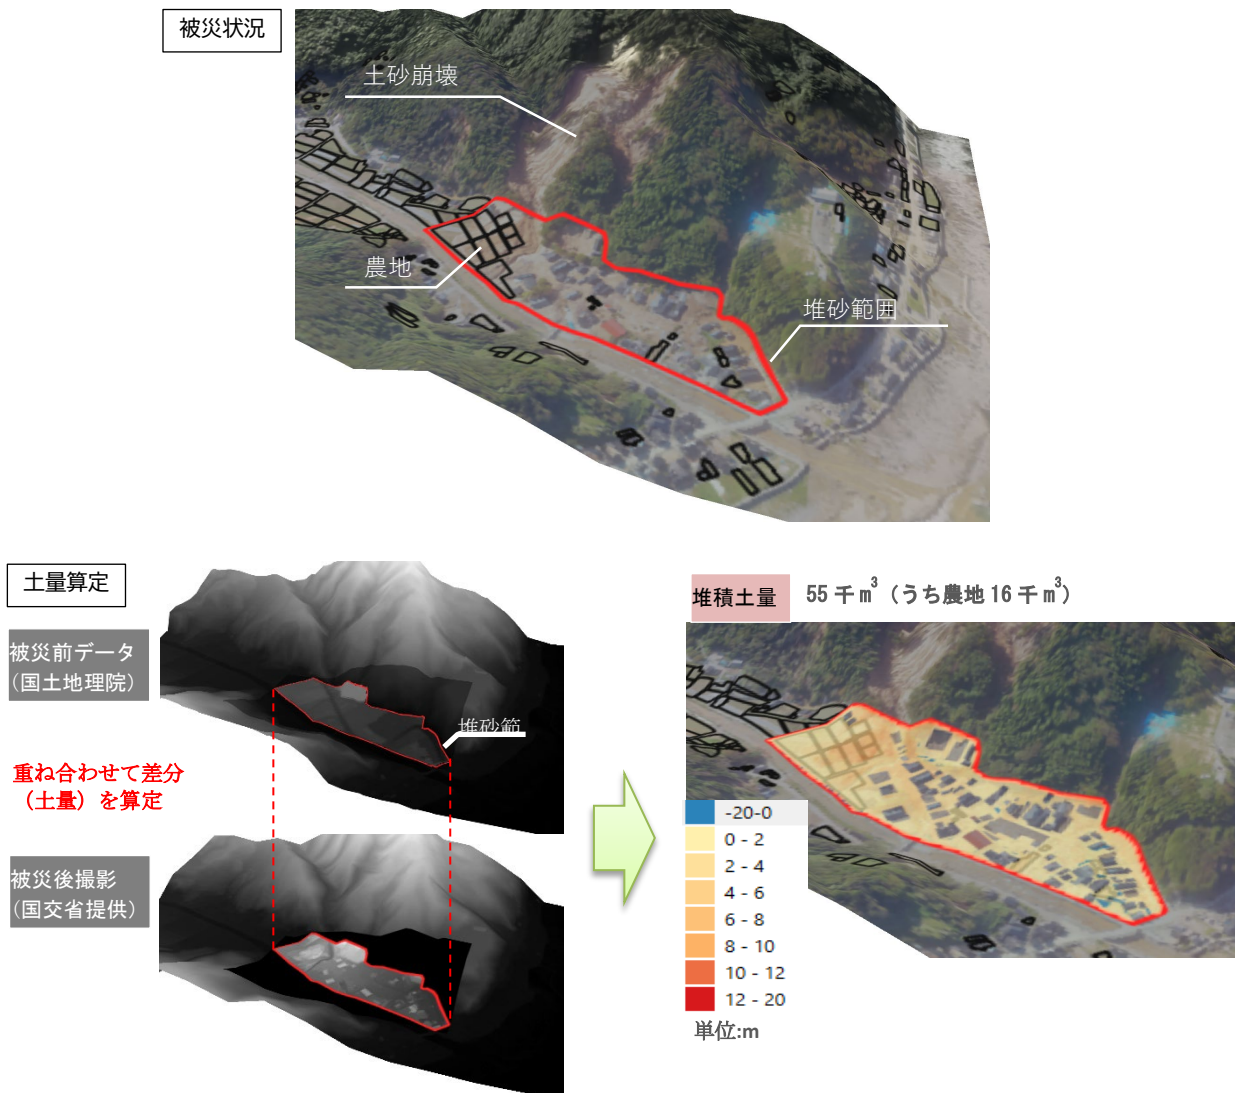 被災状況
土砂崩壊
農地
堆砂範囲
土量算定
被災前データ
(国土地理院)
堆砂範
重ね合わせて差分
(土量)を算定
被災後撮影
(国交省提供)
堆積土量
55千m³(うち農地16千m³)
-20-0
0 - 2
2 - 4
4 - 6
6 - 8
8 - 10
10 - 12
12 - 20
単位:m